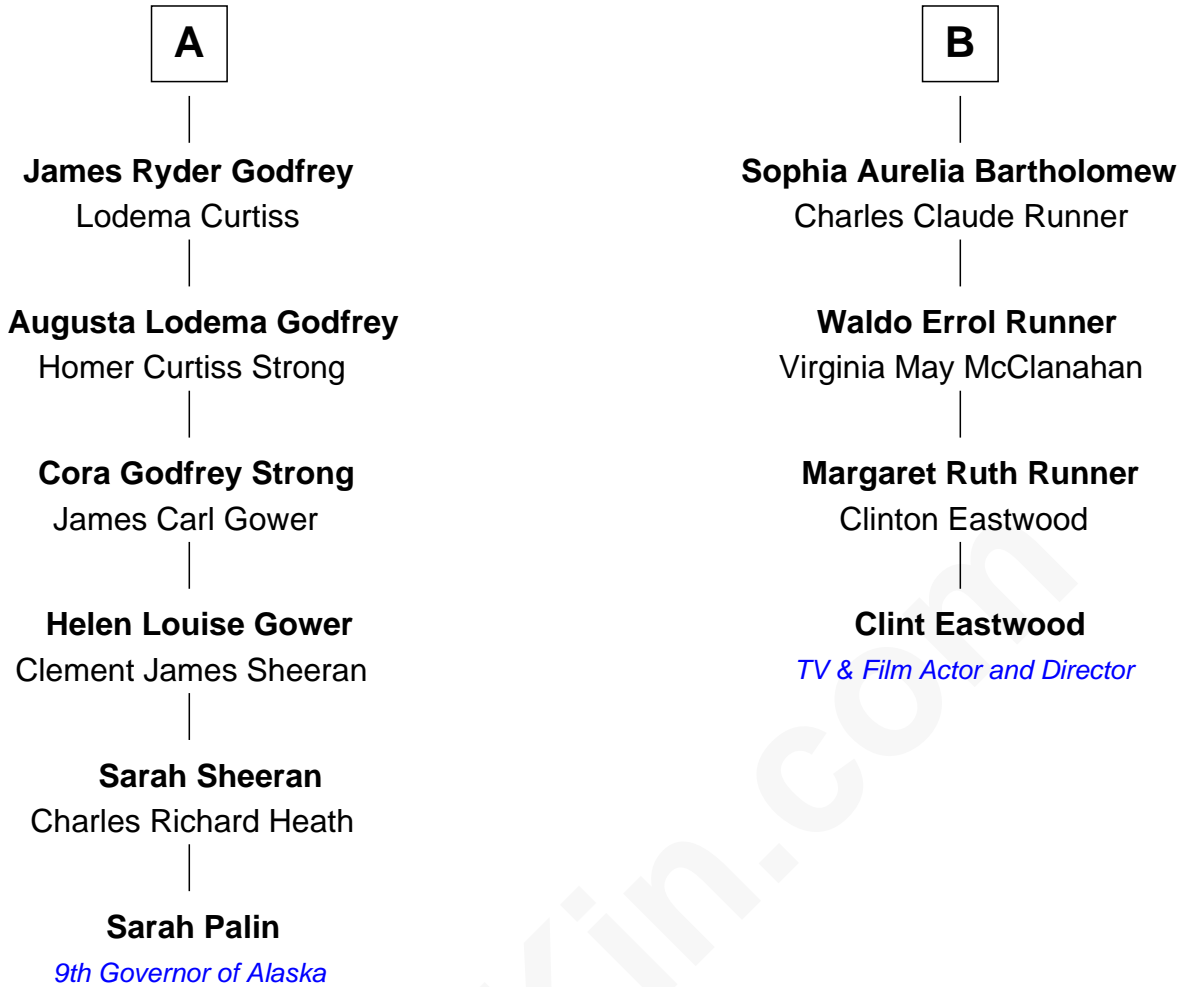 A
James Ryder Godfrey
Lodema Curtiss
Augusta Lodema Godfrey
Homer Curtiss Strong
Cora Godfrey Strong
James Carl Gower
Helen Louise Gower
Clement James Sheeran
Sarah Sheeran
Charles Richard Heath
Sarah Palin
9th Governor of Alaska
B
Sophia Aurelia Bartholomew
Charles Claude Runner
Waldo Errol Runner
Virginia May McClanahan
Margaret Ruth Runner
Clinton Eastwood
Clint Eastwood
TV & Film Actor and Director
Kin.com